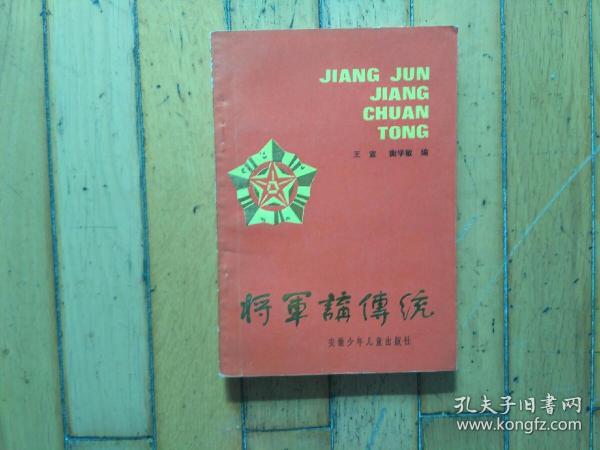 JIANG JUN
JIANG
CHUAN
TONG
王宣 衡学敏 编
将軍講傳统
安徽少年儿童出版社
孔夫子旧书网
www.kongfz.com